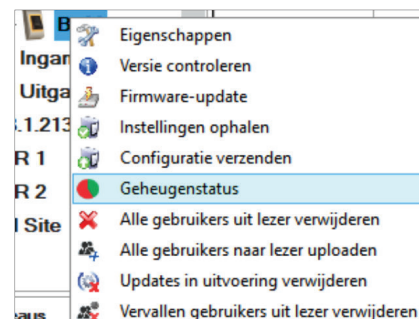 B
Eigenschappen
Ingan
Versie controleren
Uitga
Firmware-update
.1.213
Instellingen ophalen
R 1
Configuratie verzenden
R 2
Geheugenstatus
l Site
Alle gebruikers uit lezer verwijderen
Alle gebruikers naar lezer uploaden
Updates in uitvoering verwijderen
eaus
Vervallen gebruikers uit lezer verwijderen